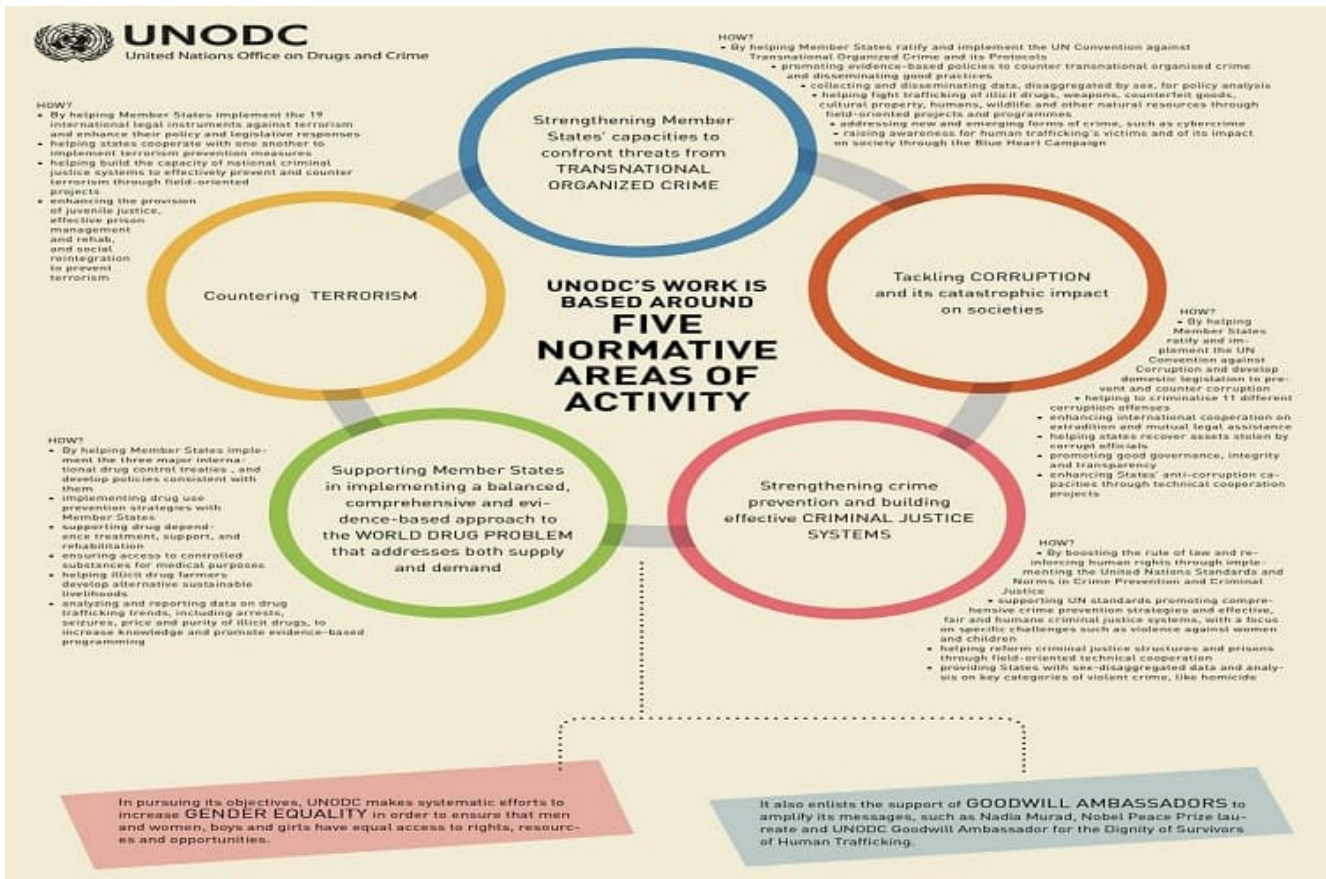 UNODC
United Nations Office on Drugs and Crime
HOW?
• By helping Member States ratify and implement the UN Convention against
Transnational Organized Crime and its Protocols
• promoting evidence-based policies to counter transnational organised crime
and disseminating good practices
• collecting and disseminating data, disaggregated by sex, for policy analysis
• helping fight trafficking of illicit drugs, weapons, counterfeit goods,
cultural property, humans, wildlife and other natural resources through
field-oriented projects and programmes
• addressing new and emerging forms of crime, such as cybercrime
• raising awareness for human trafficking's victims and of its impact
on society through the Blue Heart Campaign
Strengthening Member
States' capacities to
confront threats from
TRANSNATIONAL
ORGANIZED CRIME
HOW?
• By helping Member States implement the 19
international legal instruments against terrorism
and enhance their policy and legislative responses
• helping states cooperate with one another to
implement terrorism prevention measures
• helping build the capacity of national criminal
justice systems to effectively prevent and counter
terrorism through field-oriented
projects
• enhancing the provision
of juvenile justice,
effective prison
management
and rehab,
and social
reintegration
to prevent
terrorism
Countering TERRORISM
UNODC'S WORK IS
BASED AROUND
FIVE
NORMATIVE
AREAS OF
ACTIVITY
Tackling CORRUPTION
and its catastrophic impact
on societies
HOW?
• By helping
Member States
ratify and im-
plement the UN
Convention against
Corruption and develop
domestic legislation to pre-
vent and counter corruption
• helping to criminalise 11 different
corruption offenses
• enhancing international cooperation on
extradition and mutual legal assistance
• helping states recover assets stolen by
corrupt officials
• promoting good governance, integrity
and transparency
• enhancing States' anti-corruption ca-
pacities through technical cooperation
projects
HOW?
• By helping Member States imple-
ment the three major interna-
tional drug control treaties , and
develop policies consistent with
them
• implementing drug use
prevention strategies with
Member States
• supporting drug depend-
ence treatment, support, and
rehabilitation
• ensuring access to controlled
substances for medical purposes
• helping illicit drug farmers
develop alternative sustainable
livelihoods
• analyzing and reporting data on drug
trafficking trends, including arrests,
seizures, price and purity of illicit drugs, to
increase knowledge and promote evidence-based
programming
Supporting Member States
in implementing a balanced,
comprehensive and evi-
dence-based approach to
the WORLD DRUG PROBLEM
that addresses both supply
and demand
Strengthening crime
prevention and building
effective CRIMINAL JUSTICE
SYSTEMS
HOW?
• By boosting the rule of law and re-
inforcing human rights through imple-
menting the United Nations Standards and
Norms in Crime Prevention and Criminal
Justice
• supporting UN standards promoting compre-
hensive crime prevention strategies and effective,
fair and humane criminal justice systems, with a focus
on specific challenges such as violence against women
and children
• helping reform criminal justice structures and prisons
through field-oriented technical cooperation
• providing States with sex-disaggregated data and analy-
sis on key categories of violent crime, like homicide
In pursuing its objectives, UNODC makes systematic efforts to
increase GENDER EQUALITY in order to ensure that men
and women, boys and girls have equal access to rights, resourc-
es and opportunities.
It also enlists the support of GOODWILL AMBASSADORS to
amplify its messages, such as Nadia Murad, Nobel Peace Prize lau-
reate and UNODC Goodwill Ambassador for the Dignity of Survivors
of Human Trafficking.